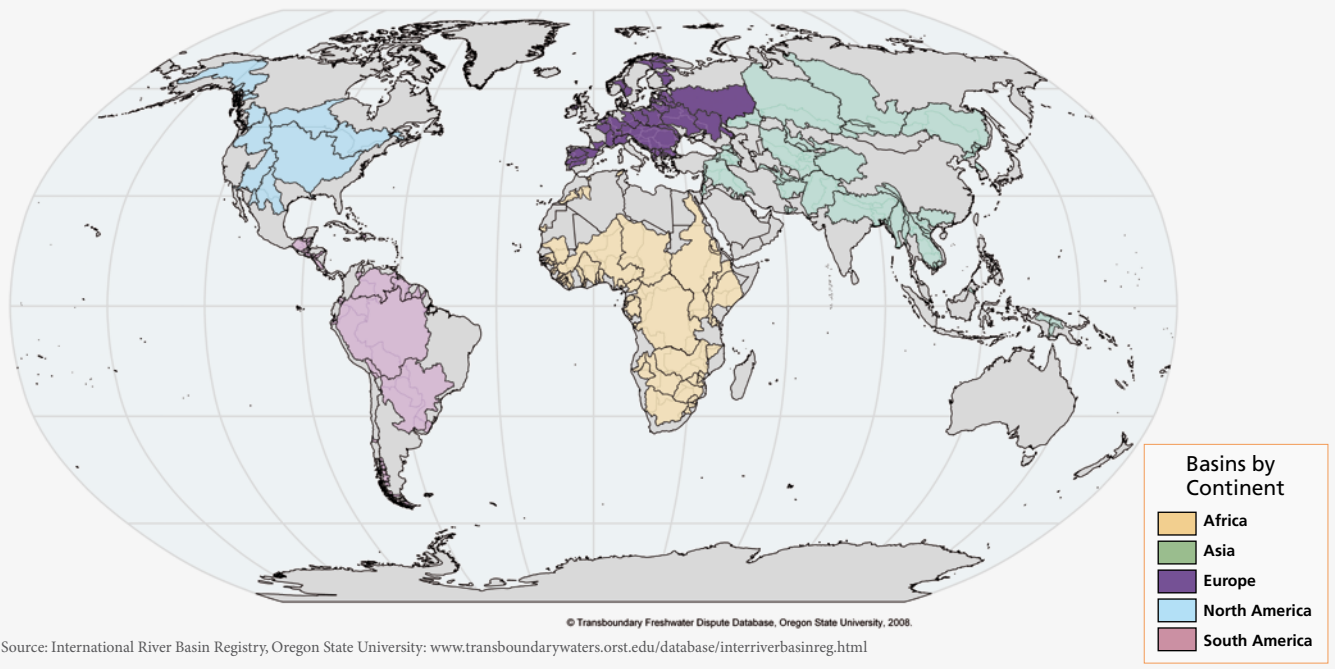 Basins by
Continent
Africa
Asia
Europe
North America
South America
© Transboundary Freshwater Dispute Database, Oregon State University, 2008.
Source: International River Basin Registry, Oregon State University: www.transboundarywaters.orst.edu/database/interriverbasinreg.html